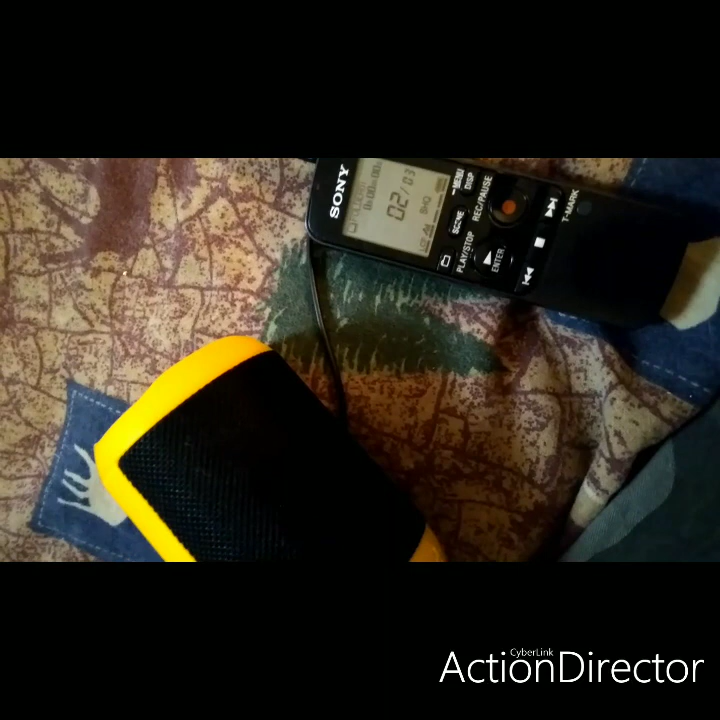 SONY
02/03
MENU
DISP
SCENE
REC/PAUSE
PLAY/STOP
ENTER
T-MARK
CyberLink
ActionDirector